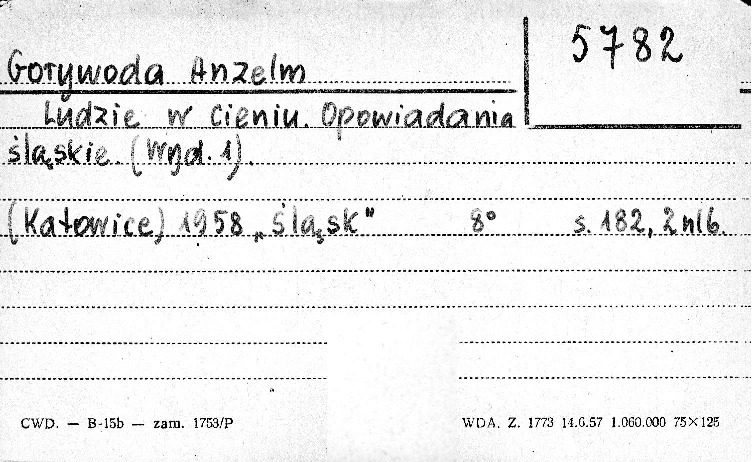 5782
Gorywoda Anzelm
Ludzie w cieniu. Opowiadania
śląskie. (Wyd. 1).
(Katowice) 1958 „Śląsk" 8° s. 182, 2 nlb.
CWD. — B-15b — zam. 1753/P WDA. Z. 1773 14.6.57 1.060.000 75×125